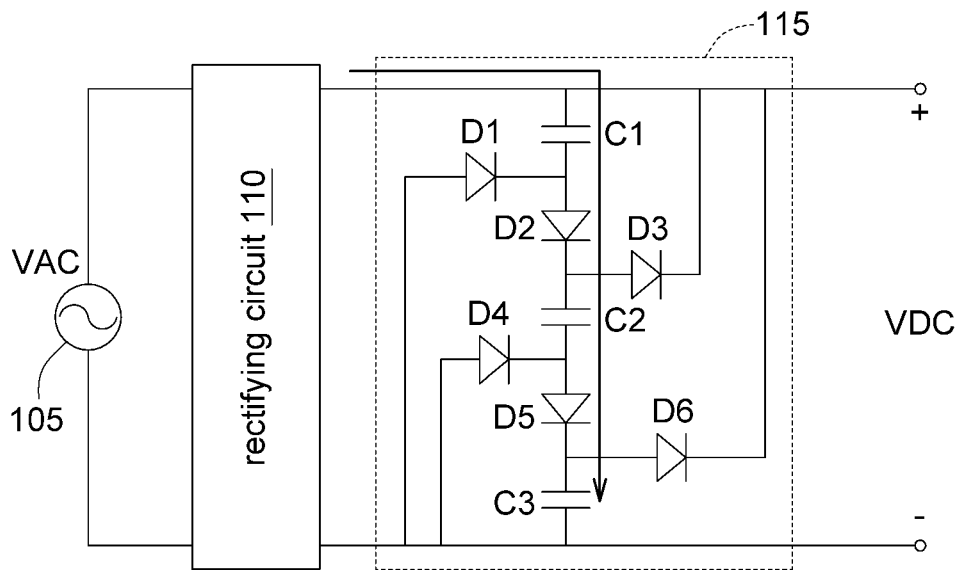 115
D1
C1
D2
D3
VAC
rectifying circuit 110
C2
D4
VDC
105
D5
D6
C3
+
-